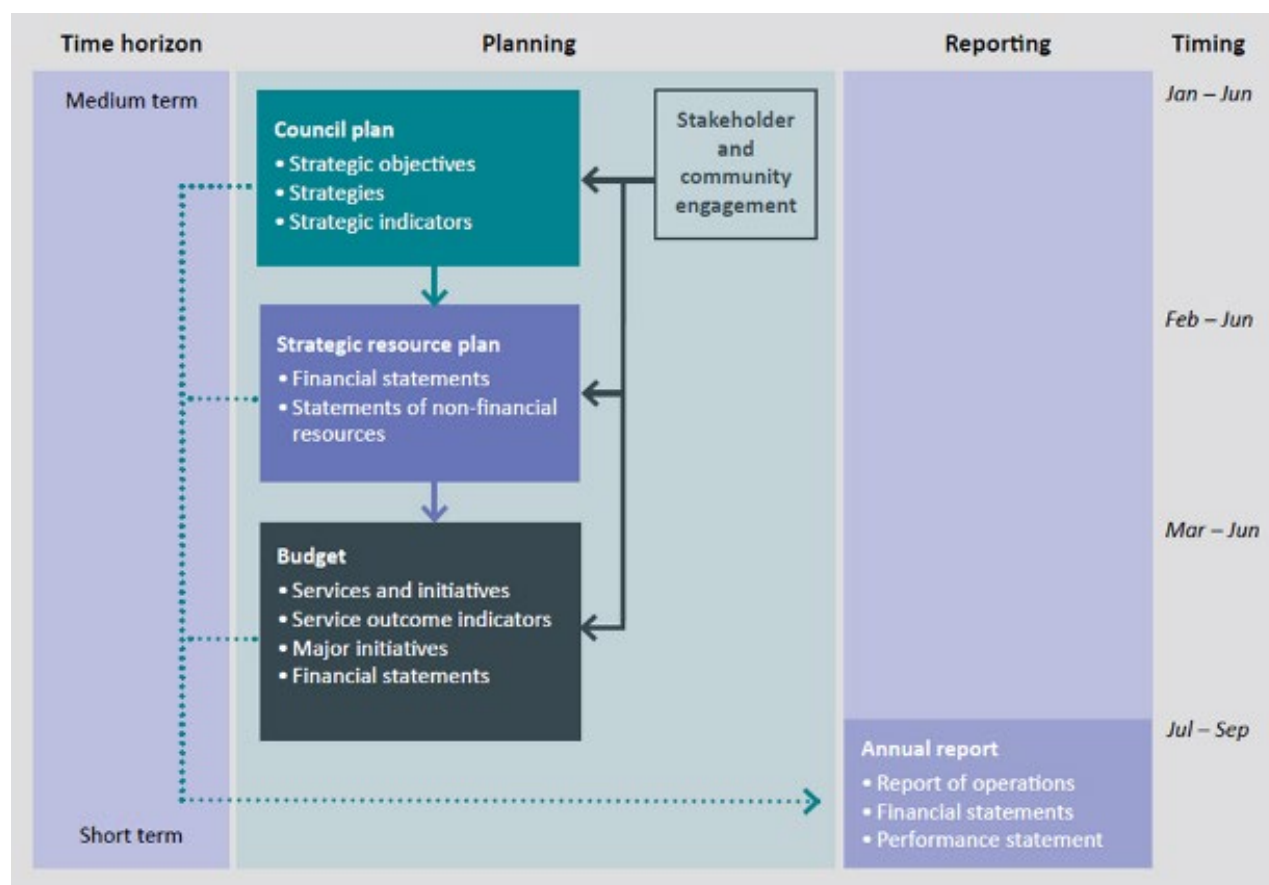 Time horizon
Planning
Reporting
Timing
Medium term
Jan – Jun
Council plan
• Strategic objectives
• Strategies
• Strategic indicators
Stakeholder
and
community
engagement
Feb – Jun
Strategic resource plan
• Financial statements
• Statements of non-financial
resources
Mar – Jun
Budget
• Services and initiatives
• Service outcome indicators
• Major initiatives
• Financial statements
Jul – Sep
Annual report
• Report of operations
• Financial statements
• Performance statement
Short term